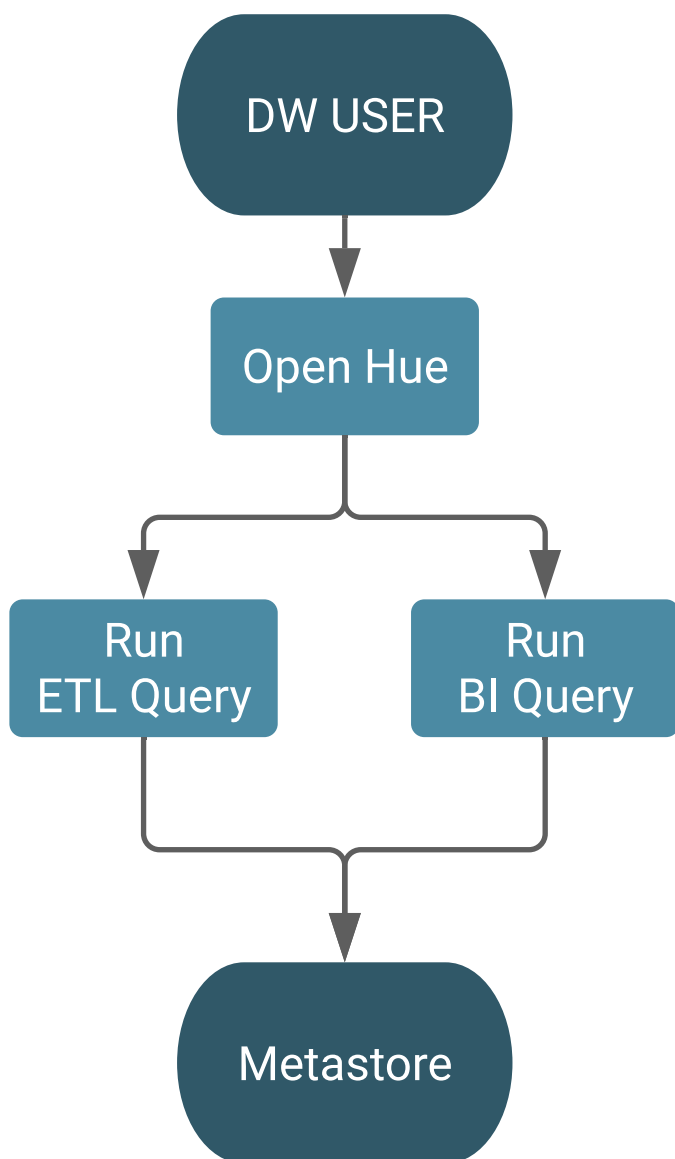 DW USER
Open Hue
Run
ETL Query
Run
BI Query
Metastore